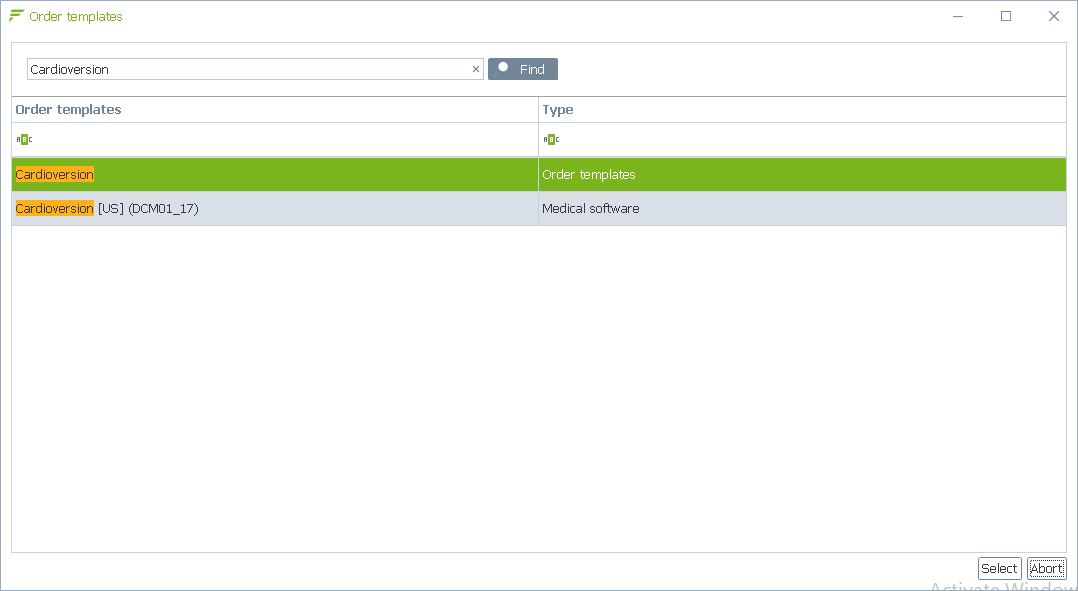 Order templates
Cardioversion × Find
Order templates Type
ABC ABC
Cardioversion Order templates
Cardioversion [US] (DCM01_17) Medical software
Select Abort
Activate Window